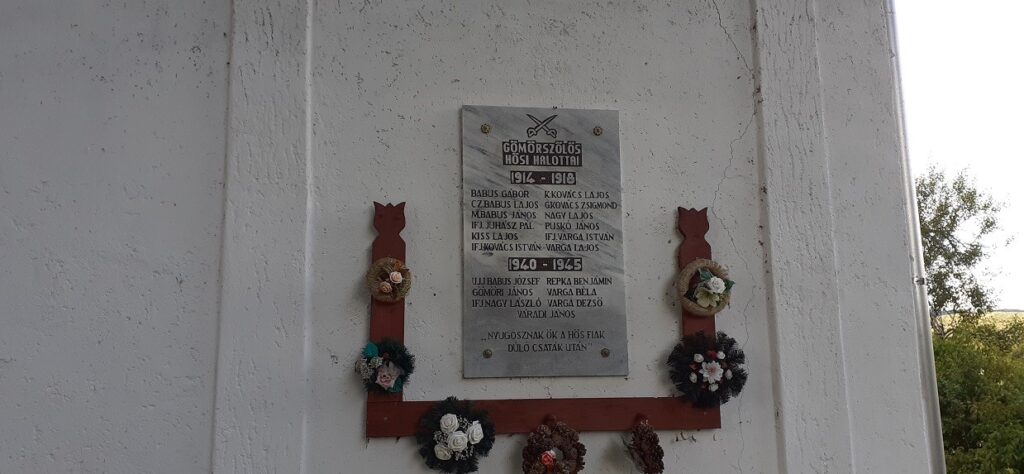 GÖMÖRSZŐLŐS
HŐSI HALOTTAI
1914 - 1918
BABUS GÁBOR K.KOVÁCS LAJOS
CZ.BABUS LAJOS G.KOVÁCS ZSIGMOND
M.BABUS JÁNOS NAGY LAJOS
IFJ.JUHÁSZ PÁL PUSKÓ JÁNOS
KISS LAJOS IFJ.VARGA ISTVÁN
IFJ.KOVÁCS ISTVÁN VARGA LAJOS
1940 - 1945
BABUS JÓZSEF REPKA BENJAMIN
GÖMÖRI JÁNOS VARGA BÉLA
IFJ.NAGY LÁSZLÓ VARGA DEZSŐ
VÁRADI JÁNOS
„NYUGOSZNAK ŐK A HŐS FIAK
DÚLÓ CSATÁK UTÁN"